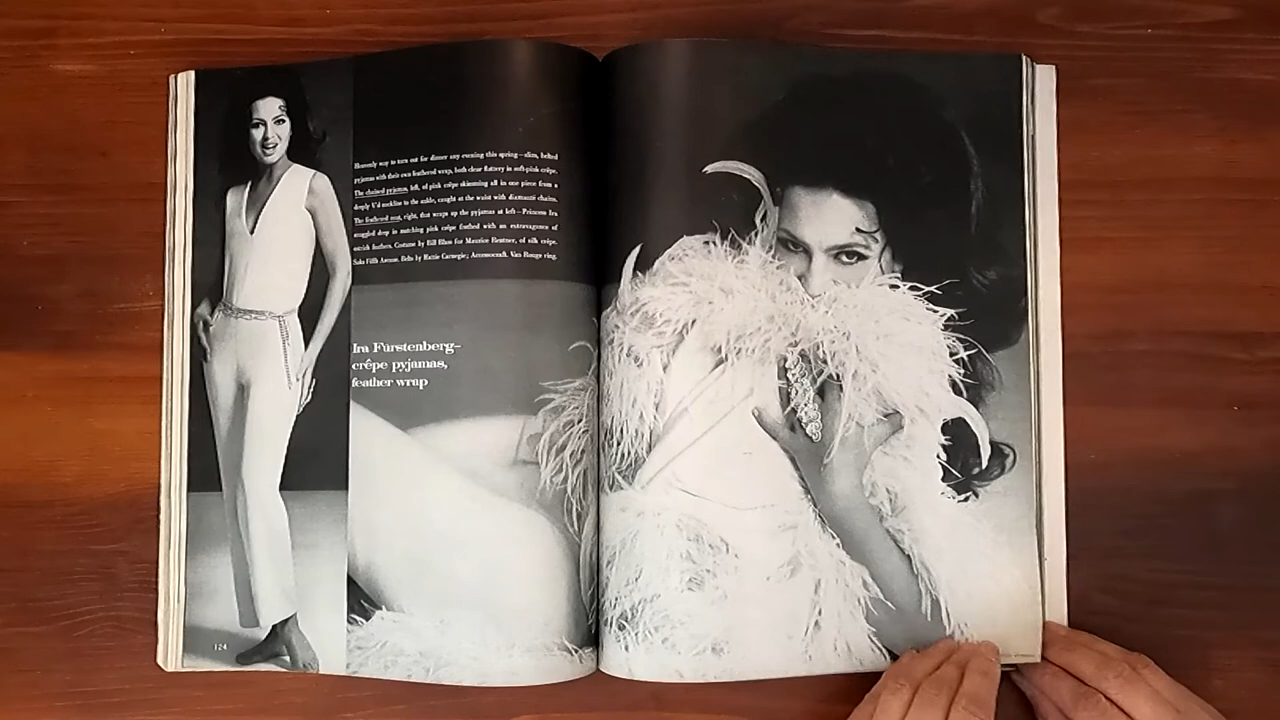 Heavenly way to turn out for dinner any evening this spring—slim, belted
pyjamas with their own feathered wrap, both clear flattery in soft-pink crêpe.
The chained pyjamas, left, of pink crêpe skimming all in one piece from a
deeply V'd neckline to the ankle, caught at the waist with diamanté chains.
The feathered coat, right, that wraps up the pyjamas at left—Princess Ira
snuggled deep in matching pink crêpe frothed with an extravagance of
ostrich feathers. Costume by Bill Blass for Maurice Rentner, of silk crêpe.
Saks Fifth Avenue. Belts by Hattie Carnegie; Accessocraft. Van Rouge ring.
Ira Fürstenberg—
crêpe pyjamas,
feather wrap
124